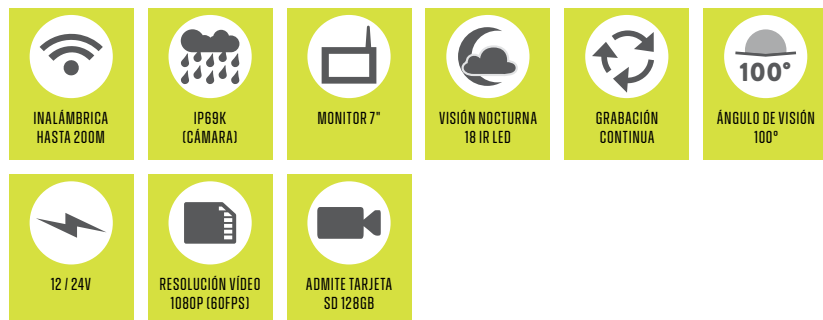 INALÁMBRICA
HASTA 200M
IP69K
(CÁMARA)
MONITOR 7"
VISIÓN NOCTURNA
18 IR LED
GRABACIÓN
CONTINUA
100°
ÁNGULO DE VISIÓN
100°
12 / 24V
RESOLUCIÓN VÍDEO
1080P (60FPS)
ADMITE TARJETA
SD 128GB